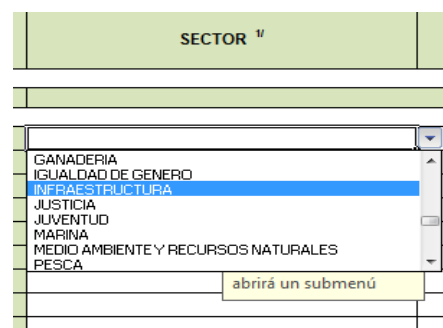 SECTOR 1/
GANADERIA
IGUALDAD DE GENERO
INFRAESTRUCTURA
JUSTICIA
JUVENTUD
MARINA
MEDIO AMBIENTE Y RECURSOS NATURALES
PESCA
abrirá un submenú